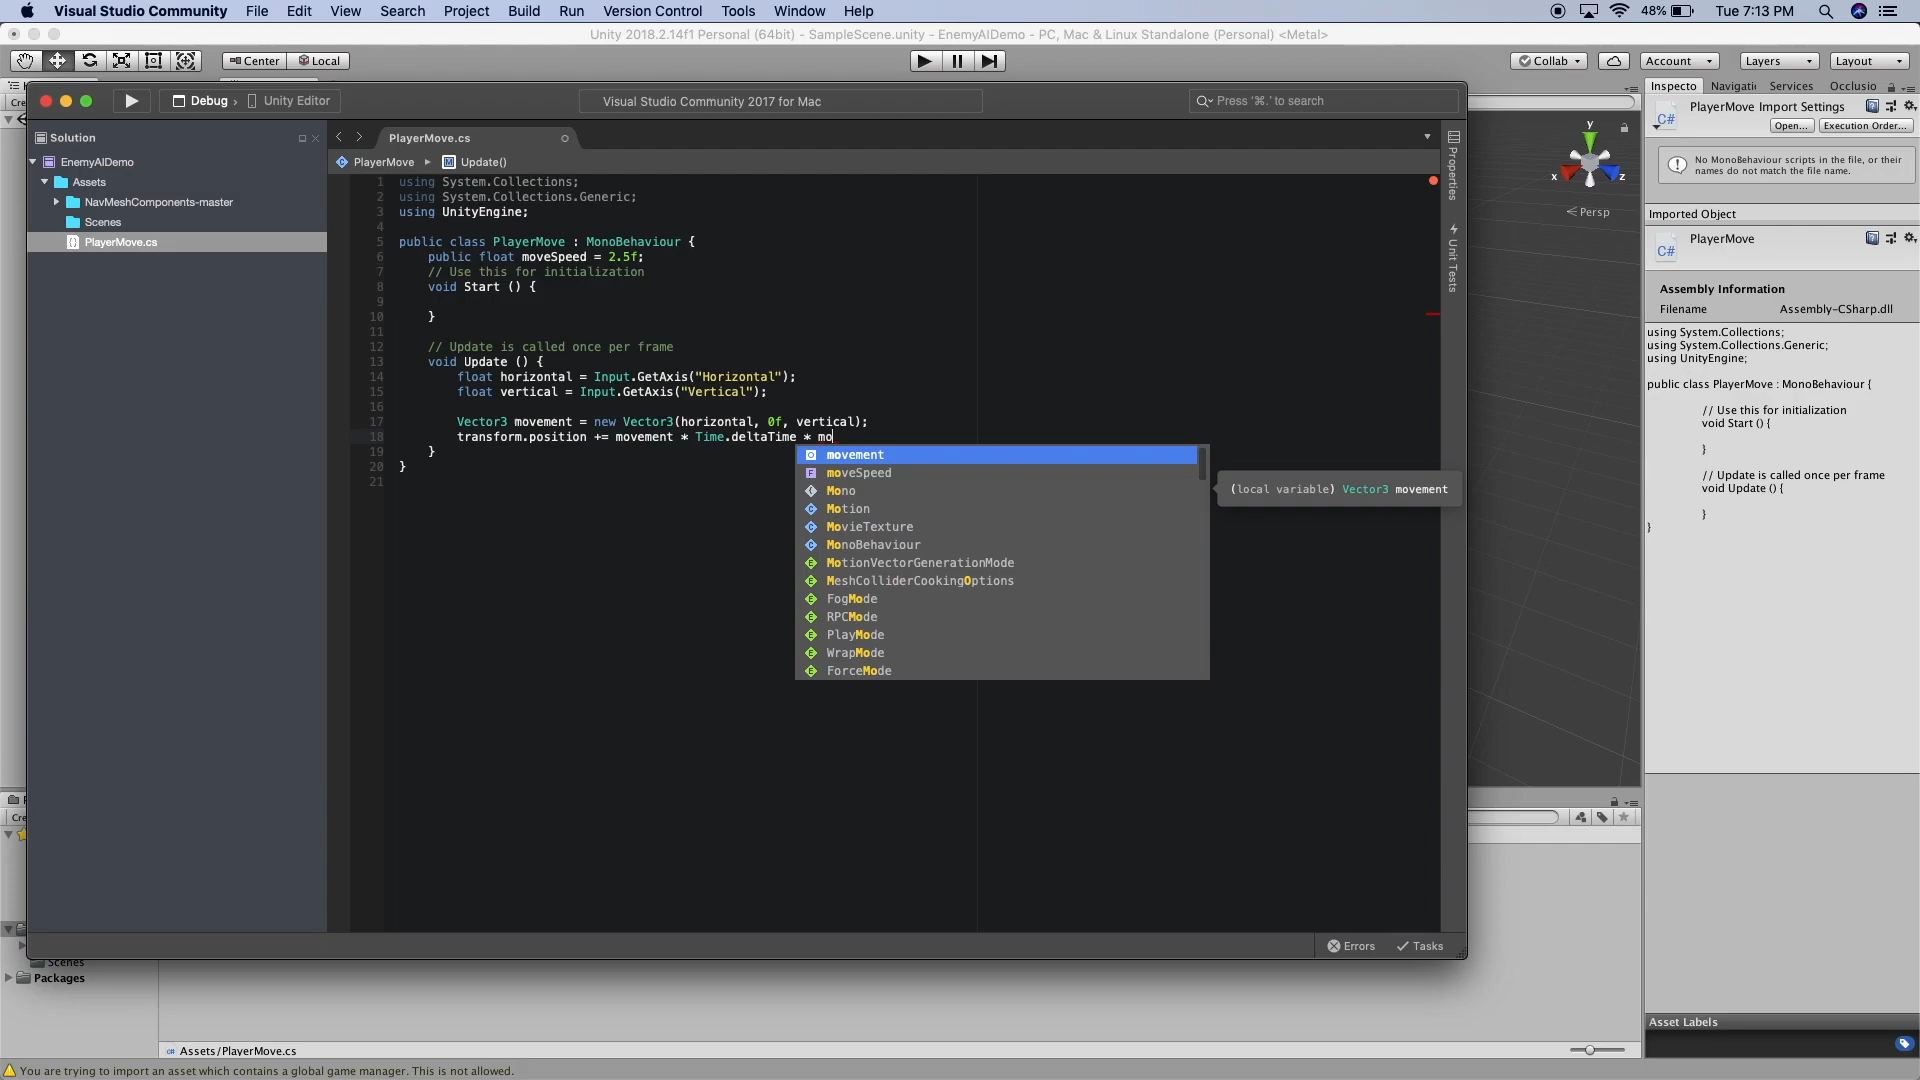 Visual Studio Community File Edit View Search Project Build Run Version Control Tools Window Help 48% Tue 7:13 PM
Unity 2018.2.14f1 Personal (64bit) - SampleScene.unity - EnemyAIDemo - PC, Mac & Linux Standalone (Personal) <Metal>
Center Local Collab Account Layers Layout
Inspecto Navigati Services Occlusio
Debug › Unity Editor Visual Studio Community 2017 for Mac Press '⌘.' to search
PlayerMove Import Settings
Open... Execution Order...
No MonoBehaviour scripts in the file, or their
names do not match the file name.
Imported Object
PlayerMove
Assembly Information
Filename Assembly-CSharp.dll
using System.Collections;
using System.Collections.Generic;
using UnityEngine;
public class PlayerMove : MonoBehaviour {
// Use this for initialization
void Start () {
}
// Update is called once per frame
void Update () {
}
}
Asset Labels
y
x
z
Persp
Solution
EnemyAIDemo
Assets
NavMeshComponents-master
Scenes
PlayerMove.cs
PlayerMove.cs
PlayerMove Update()
1 using System.Collections;
2 using System.Collections.Generic;
3 using UnityEngine;
4
5 public class PlayerMove : MonoBehaviour {
6 public float moveSpeed = 2.5f;
7 // Use this for initialization
8 void Start () {
9
10 }
11
12 // Update is called once per frame
13 void Update () {
14 float horizontal = Input.GetAxis("Horizontal");
15 float vertical = Input.GetAxis("Vertical");
16
17 Vector3 movement = new Vector3(horizontal, 0f, vertical);
18 transform.position += movement * Time.deltaTime * mo
19 }
20 }
21
movement
moveSpeed
Mono
Motion
MovieTexture
MonoBehaviour
MotionVectorGenerationMode
MeshColliderCookingOptions
FogMode
RPCMode
PlayMode
WrapMode
ForceMode
(local variable) Vector3 movement
Properties
Unit Tests
Errors Tasks
Cre
Cre
Scenes
Packages
Assets/PlayerMove.cs
You are trying to import an asset which contains a global game manager. This is not allowed.